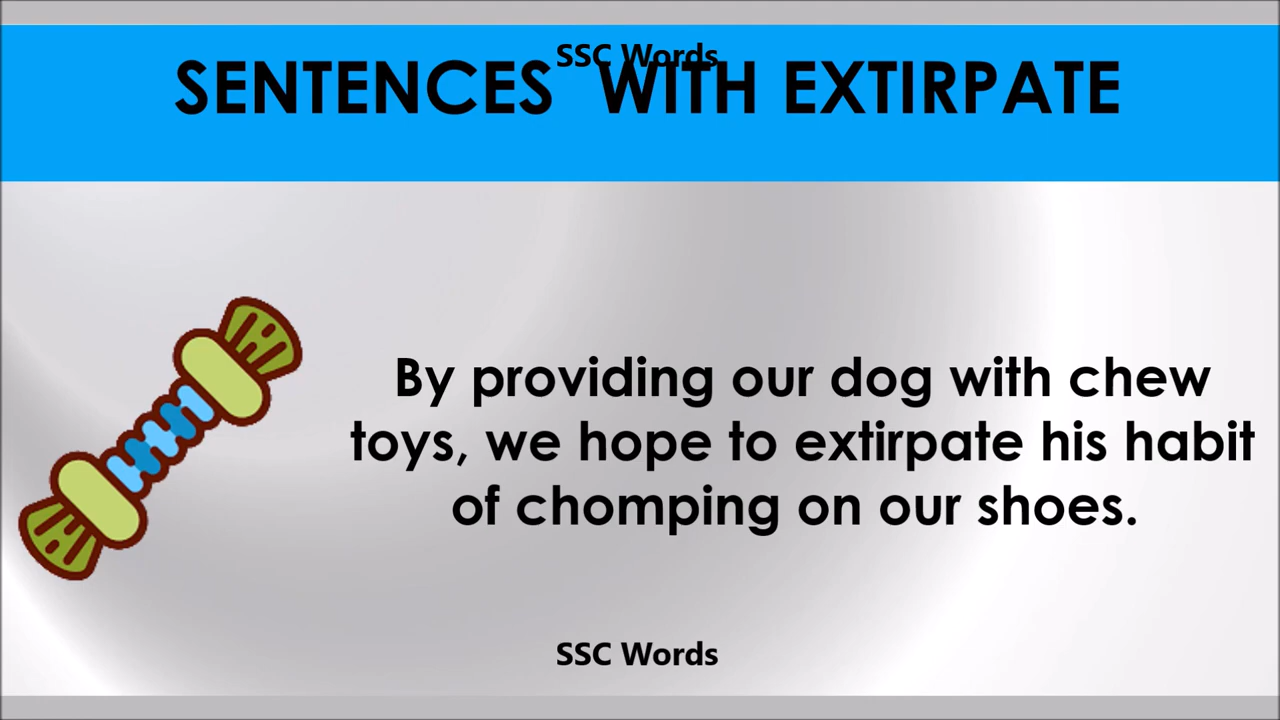 SSC Words
SENTENCES WITH EXTIRPATE
By providing our dog with chew
toys, we hope to extirpate his habit
of chomping on our shoes.
SSC Words